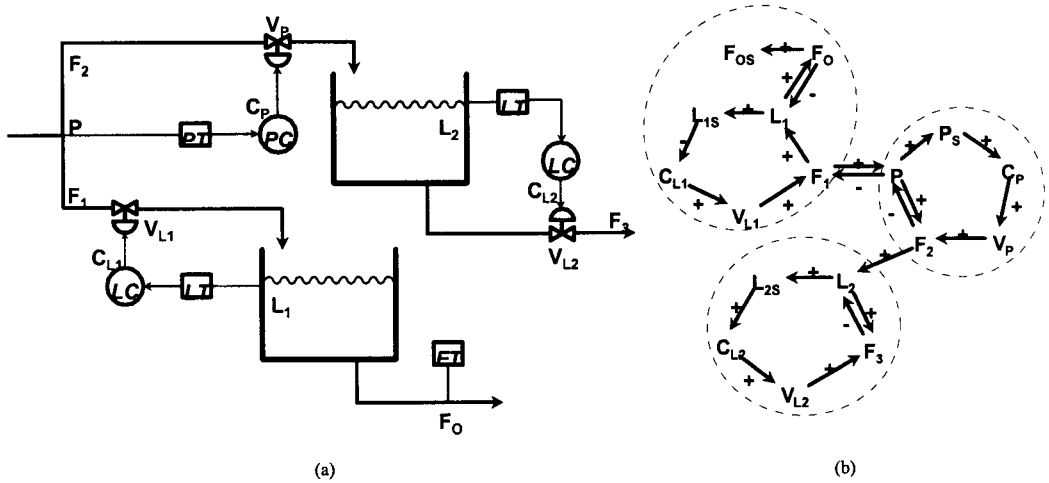 V_P
F_2
C_P
P
PT
PC
L_2
LT
LC
C_L2
F_1
V_L1
V_L2
F_3
C_L1
LC
LT
L_1
FT
F_O
(a)
F_OS
+
F_O
+
-
L_1S
+
L_1
-
+
C_L1
+
V_L1
+
F_1
+
-
P
+
P_S
+
C_P
+
-
+
F_2
+
V_P
+
L_2S
+
L_2
+
+
-
C_L2
F_3
+
V_L2
+
(b)